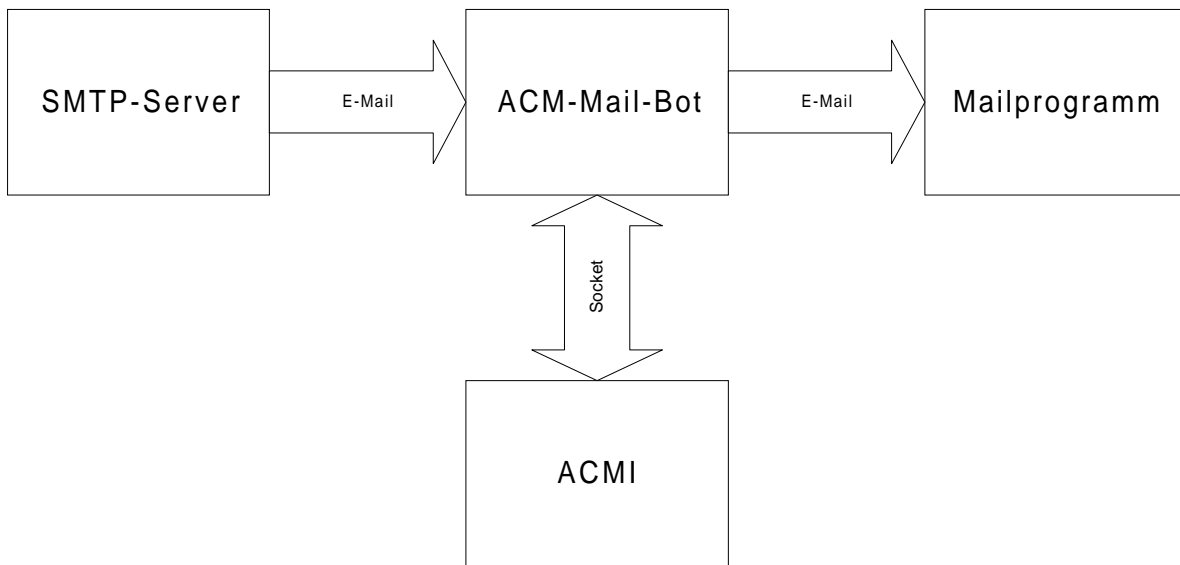 SMTP-Server
E-Mail
ACM-Mail-Bot
E-Mail
Mailprogramm
Socket
ACMI